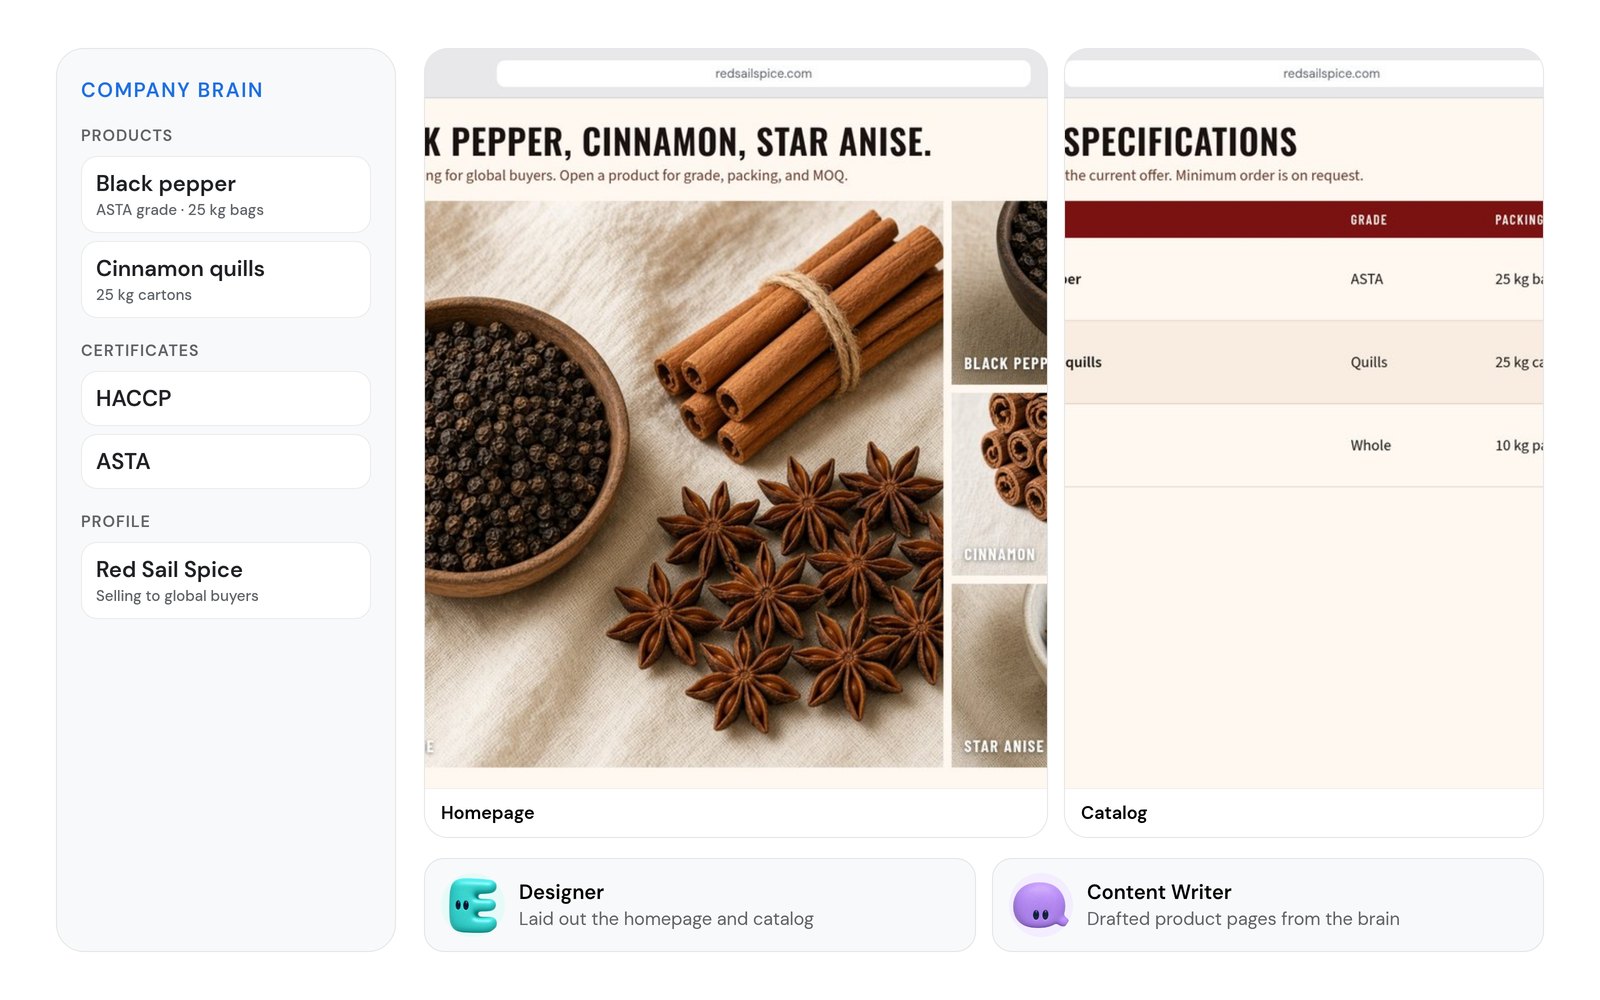 COMPANY BRAIN
PRODUCTS
Black pepper
ASTA grade · 25 kg bags
Cinnamon quills
25 kg cartons
CERTIFICATES
HACCP
ASTA
PROFILE
Red Sail Spice
Selling to global buyers
redsailspice.com
K PEPPER, CINNAMON, STAR ANISE.
ng for global buyers. Open a product for grade, packing, and MOQ.
BLACK PEPP
CINNAMON
E
STAR ANISE
Homepage
redsailspice.com
SPECIFICATIONS
the current offer. Minimum order is on request.
GRADE PACKING
per ASTA 25 kg ba
quills Quills 25 kg ca
Whole 10 kg pa
Catalog
Designer
Laid out the homepage and catalog
Content Writer
Drafted product pages from the brain